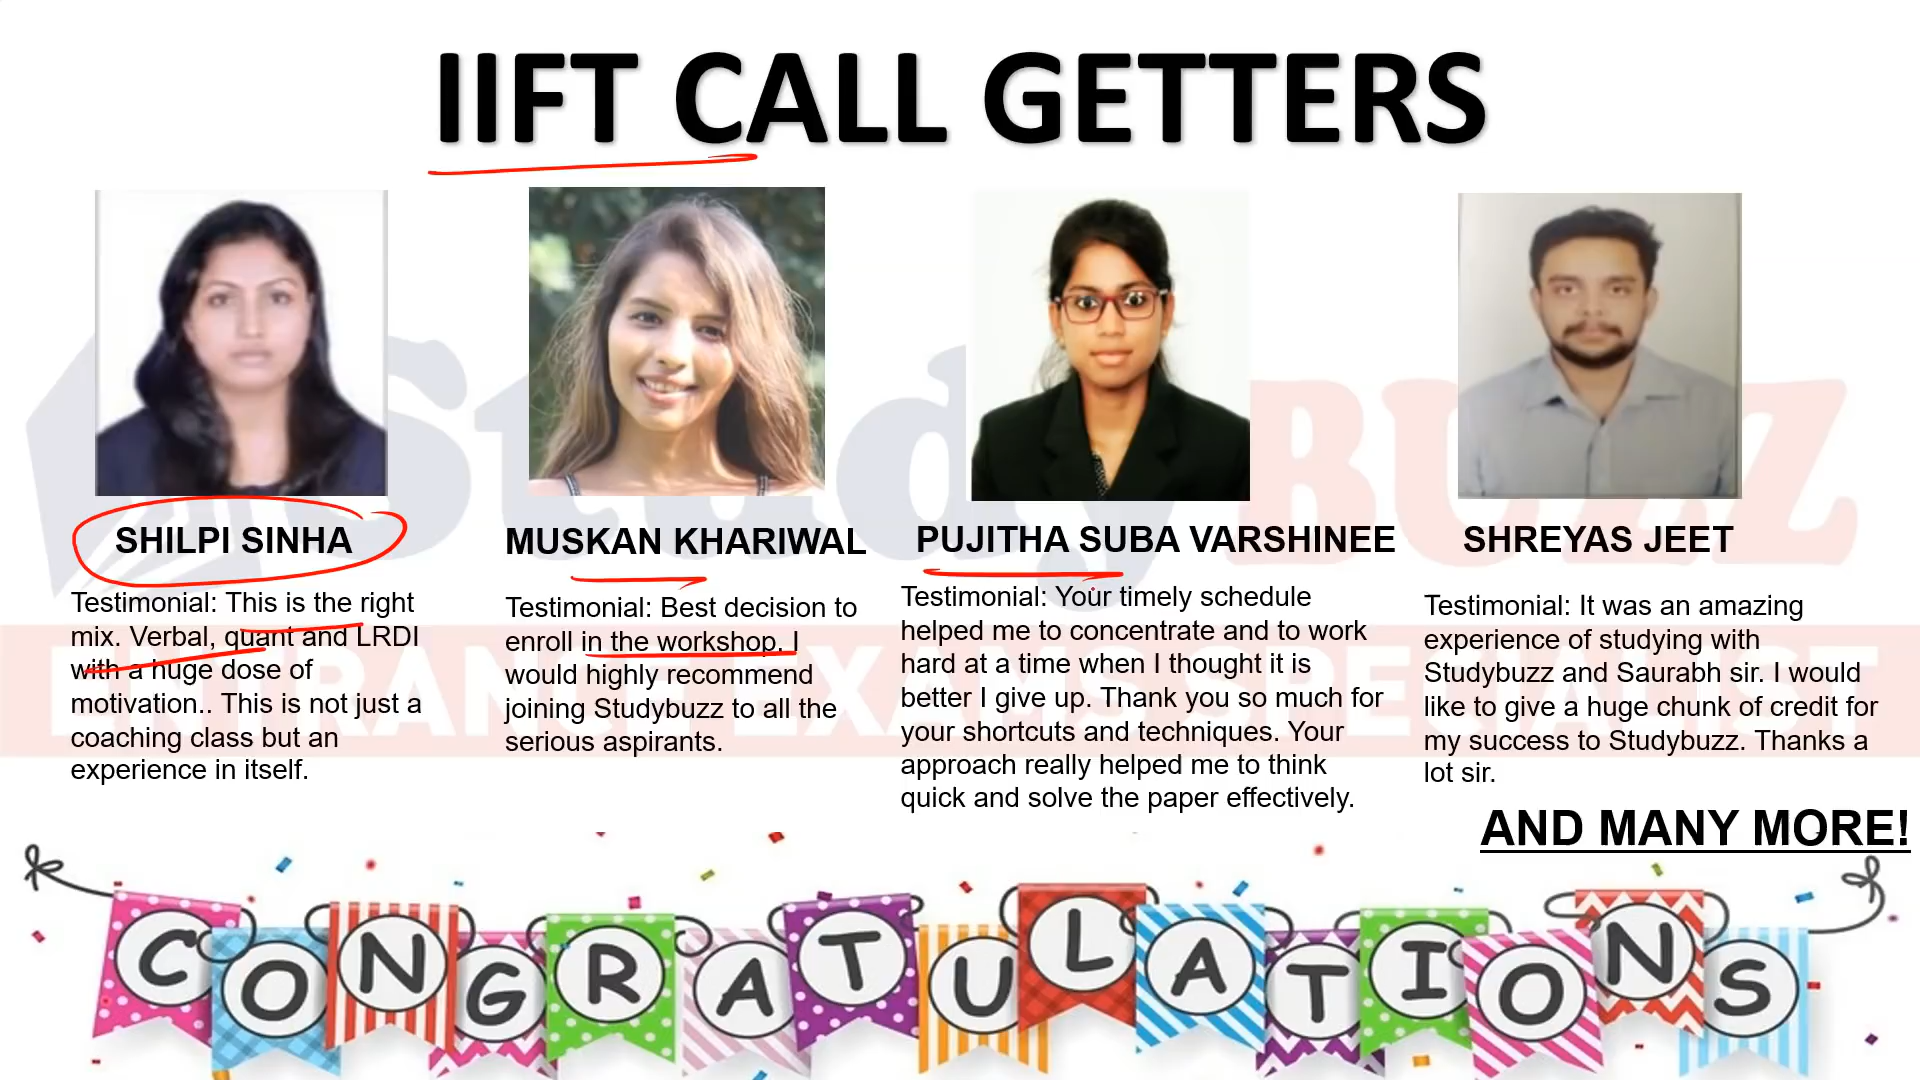 IIFT CALL GETTERS
SHILPI SINHA
Testimonial: This is the right
mix. Verbal, quant and LRDI
with a huge dose of
motivation.. This is not just a
coaching class but an
experience in itself.
MUSKAN KHARIWAL
Testimonial: Best decision to
enroll in the workshop. I
would highly recommend
joining Studybuzz to all the
serious aspirants.
PUJITHA SUBA VARSHINEE
Testimonial: Your timely schedule
helped me to concentrate and to work
hard at a time when I thought it is
better I give up. Thank you so much for
your shortcuts and techniques. Your
approach really helped me to think
quick and solve the paper effectively.
SHREYAS JEET
Testimonial: It was an amazing
experience of studying with
Studybuzz and Saurabh sir. I would
like to give a huge chunk of credit for
my success to Studybuzz. Thanks a
lot sir.
AND MANY MORE!
CONGRATULATIONS
Study BUZZ
ENTRANCE EXAMS SPECIALIST